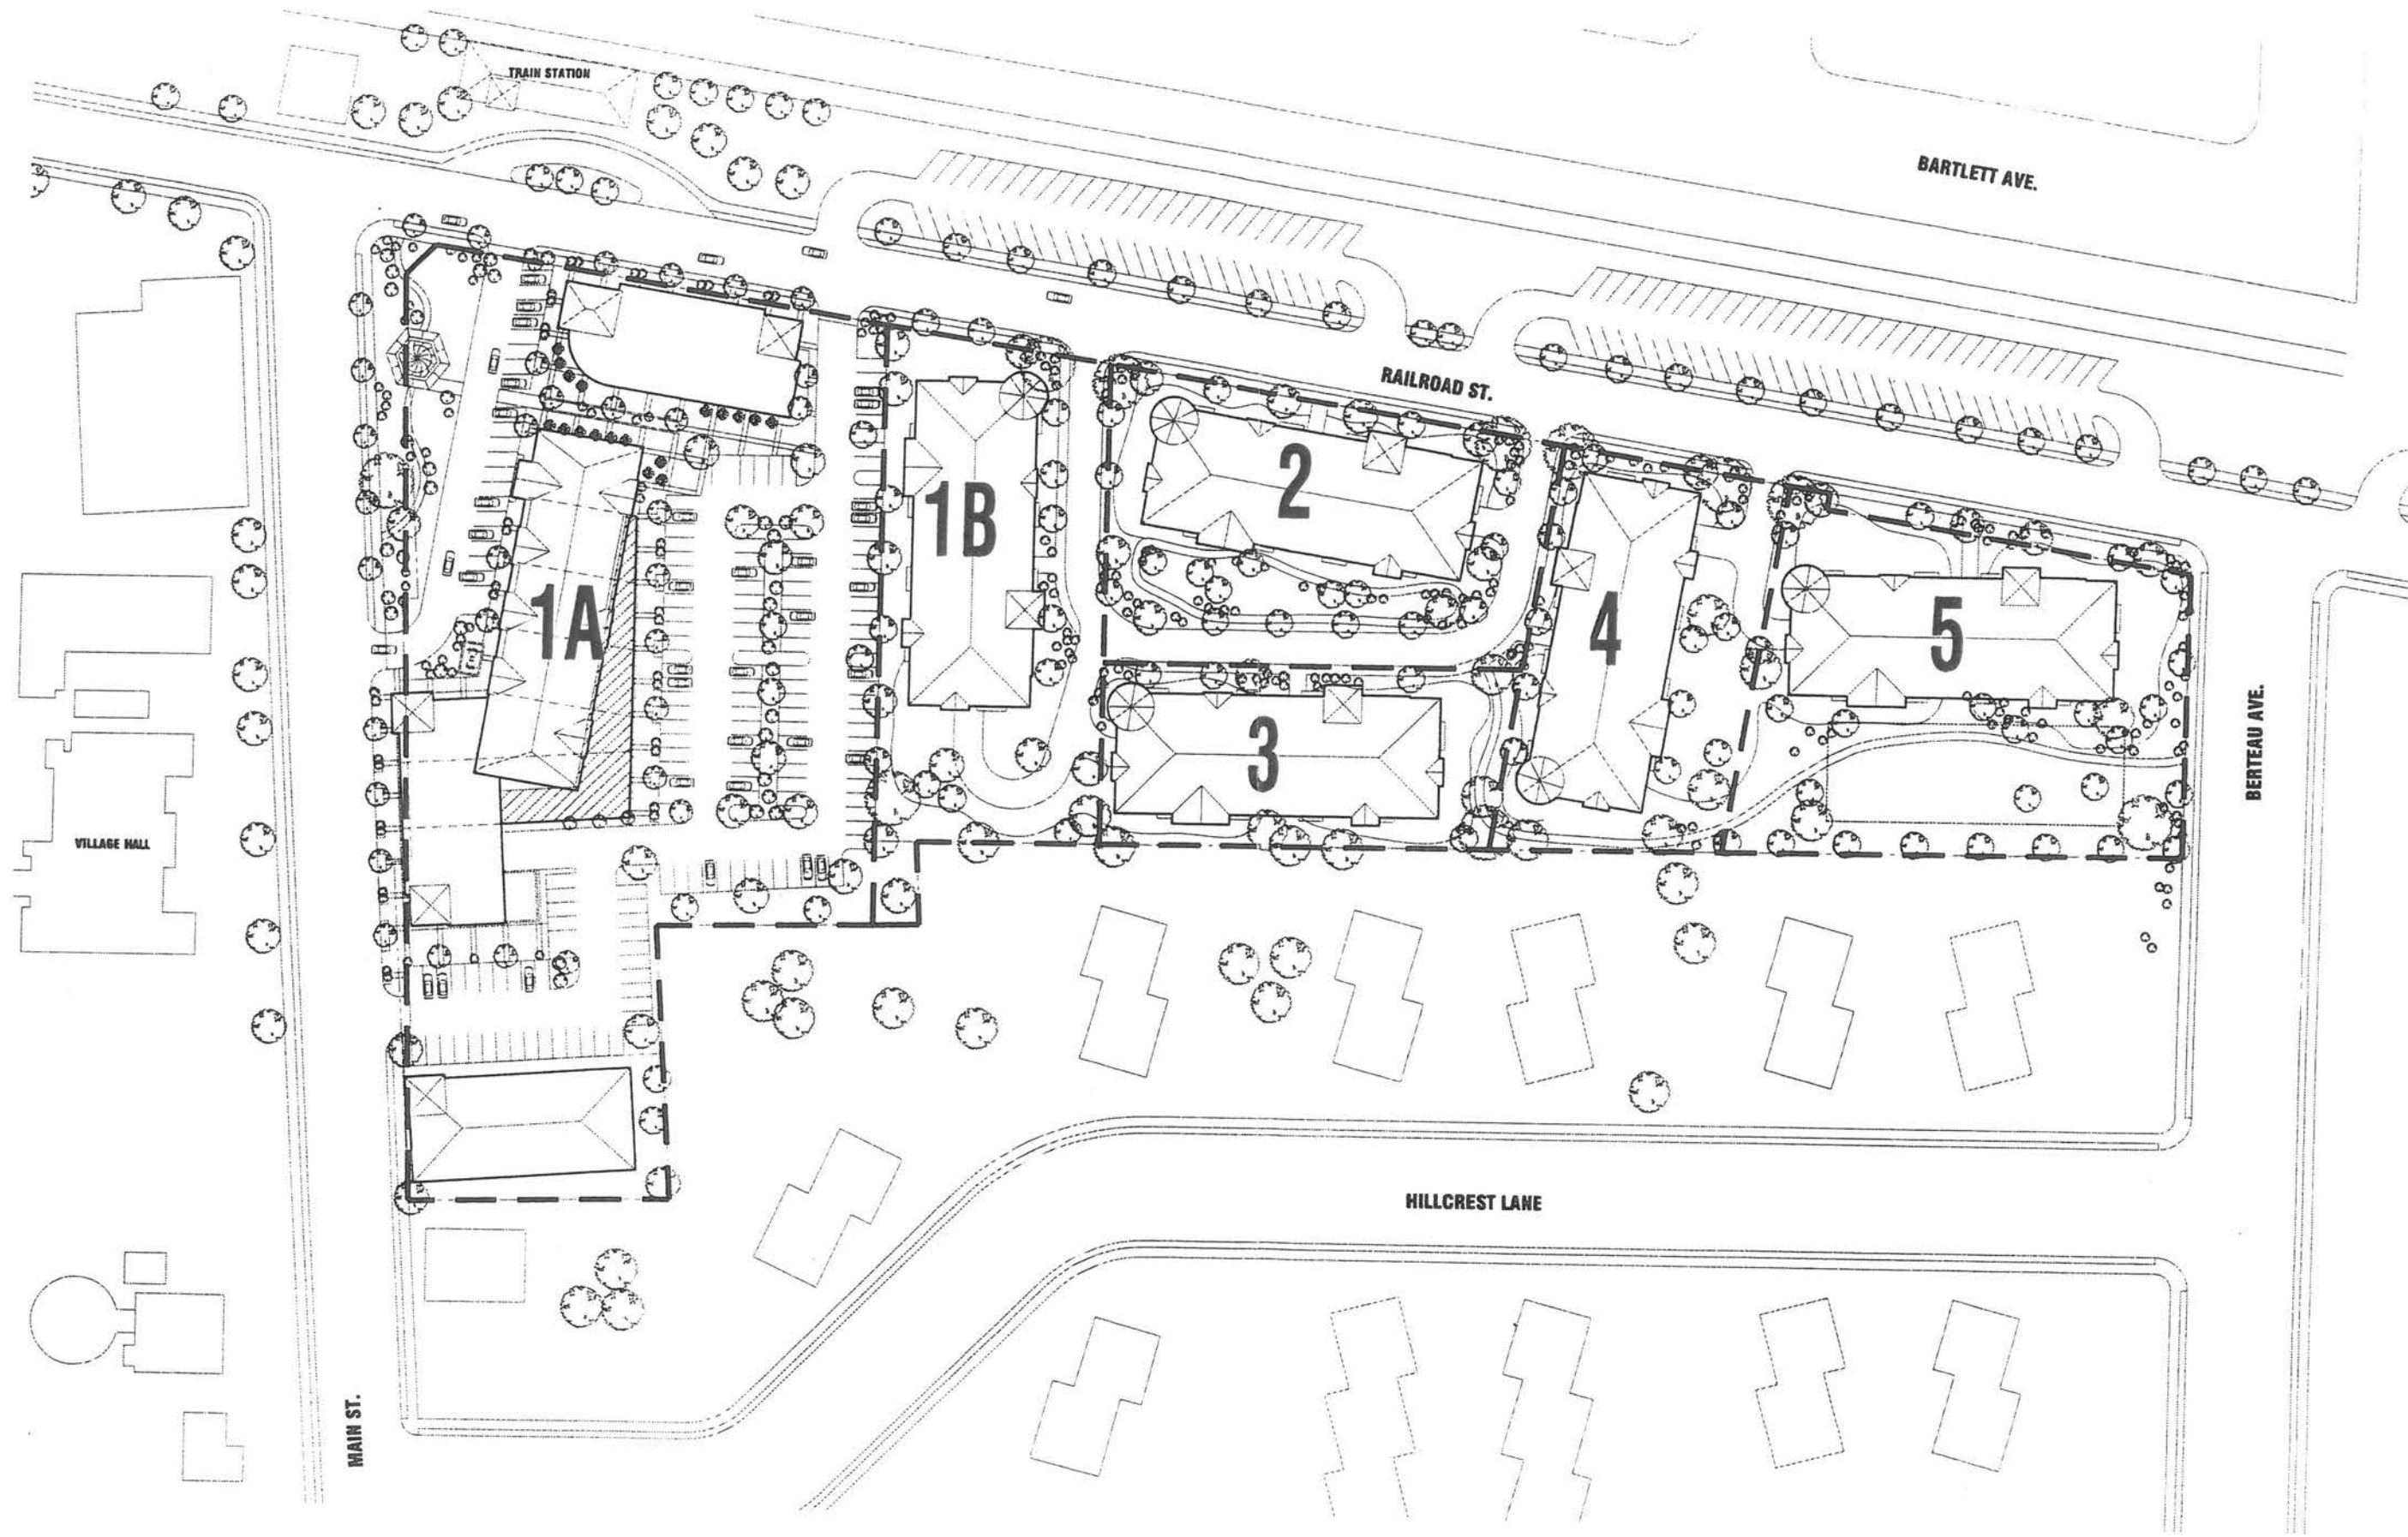 TRAIN STATION
BARTLETT AVE.
RAILROAD ST.
1A
1B
2
3
4
5
VILLAGE HALL
BERTEAU AVE.
HILLCREST LANE
MAIN ST.